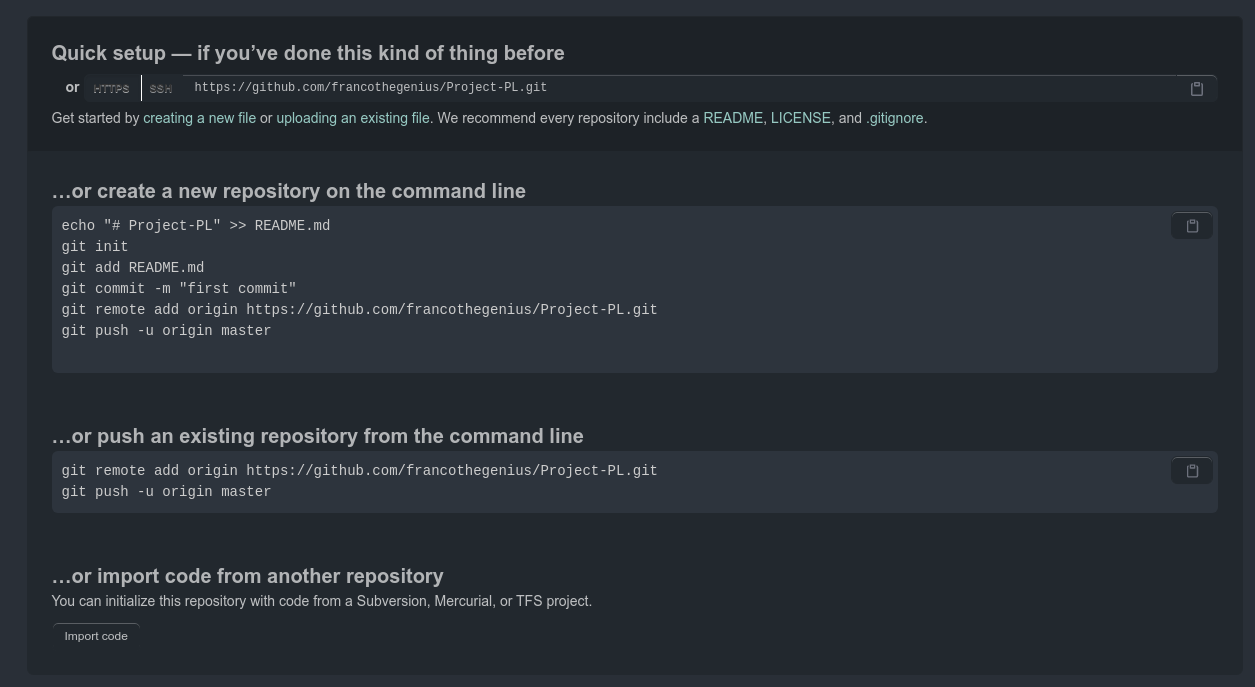 Quick setup — if you’ve done this kind of thing before
or HTTPS SSH https://github.com/francothegenius/Project-PL.git
Get started by creating a new file or uploading an existing file. We recommend every repository include a README, LICENSE, and .gitignore.
…or create a new repository on the command line
echo "# Project-PL" >> README.md
git init
git add README.md
git commit -m "first commit"
git remote add origin https://github.com/francothegenius/Project-PL.git
git push -u origin master
…or push an existing repository from the command line
git remote add origin https://github.com/francothegenius/Project-PL.git
git push -u origin master
…or import code from another repository
You can initialize this repository with code from a Subversion, Mercurial, or TFS project.
Import code